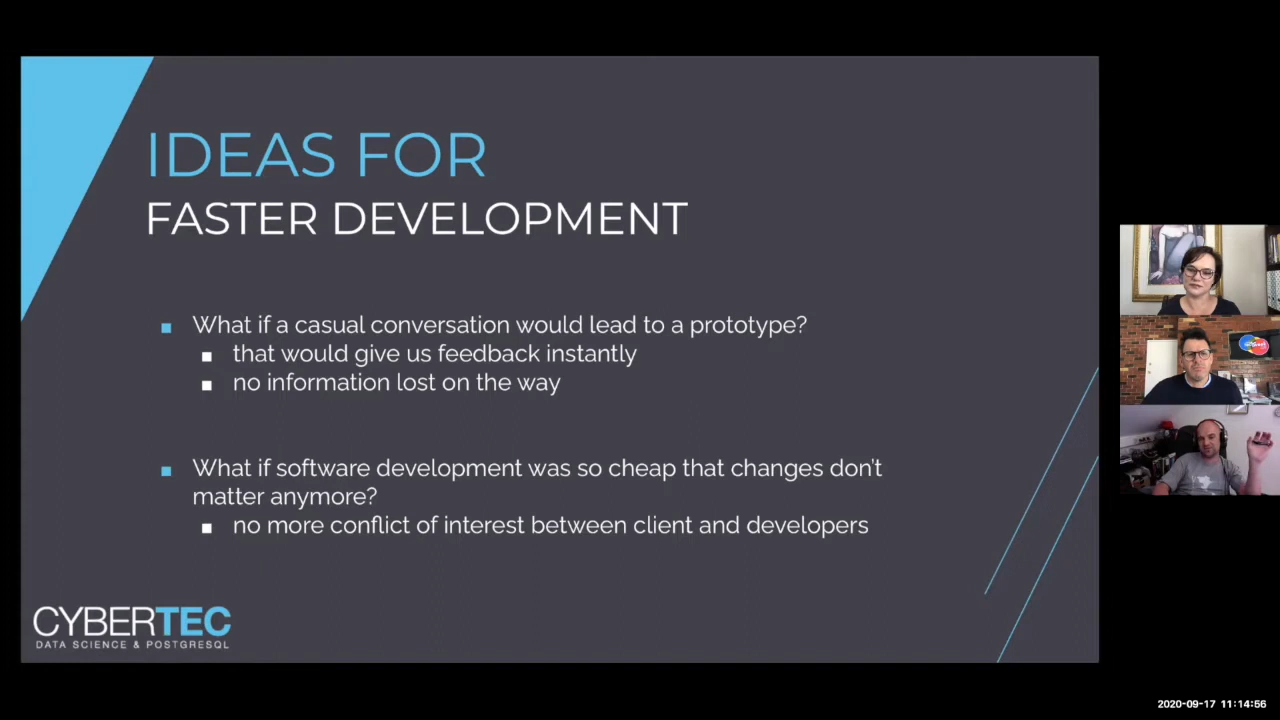 IDEAS FOR
FASTER DEVELOPMENT
What if a casual conversation would lead to a prototype?
that would give us feedback instantly
no information lost on the way
What if software development was so cheap that changes don't
matter anymore?
no more conflict of interest between client and developers
CYBERTEC
DATA SCIENCE & POSTGRESQL
2020-09-17 11:14:56